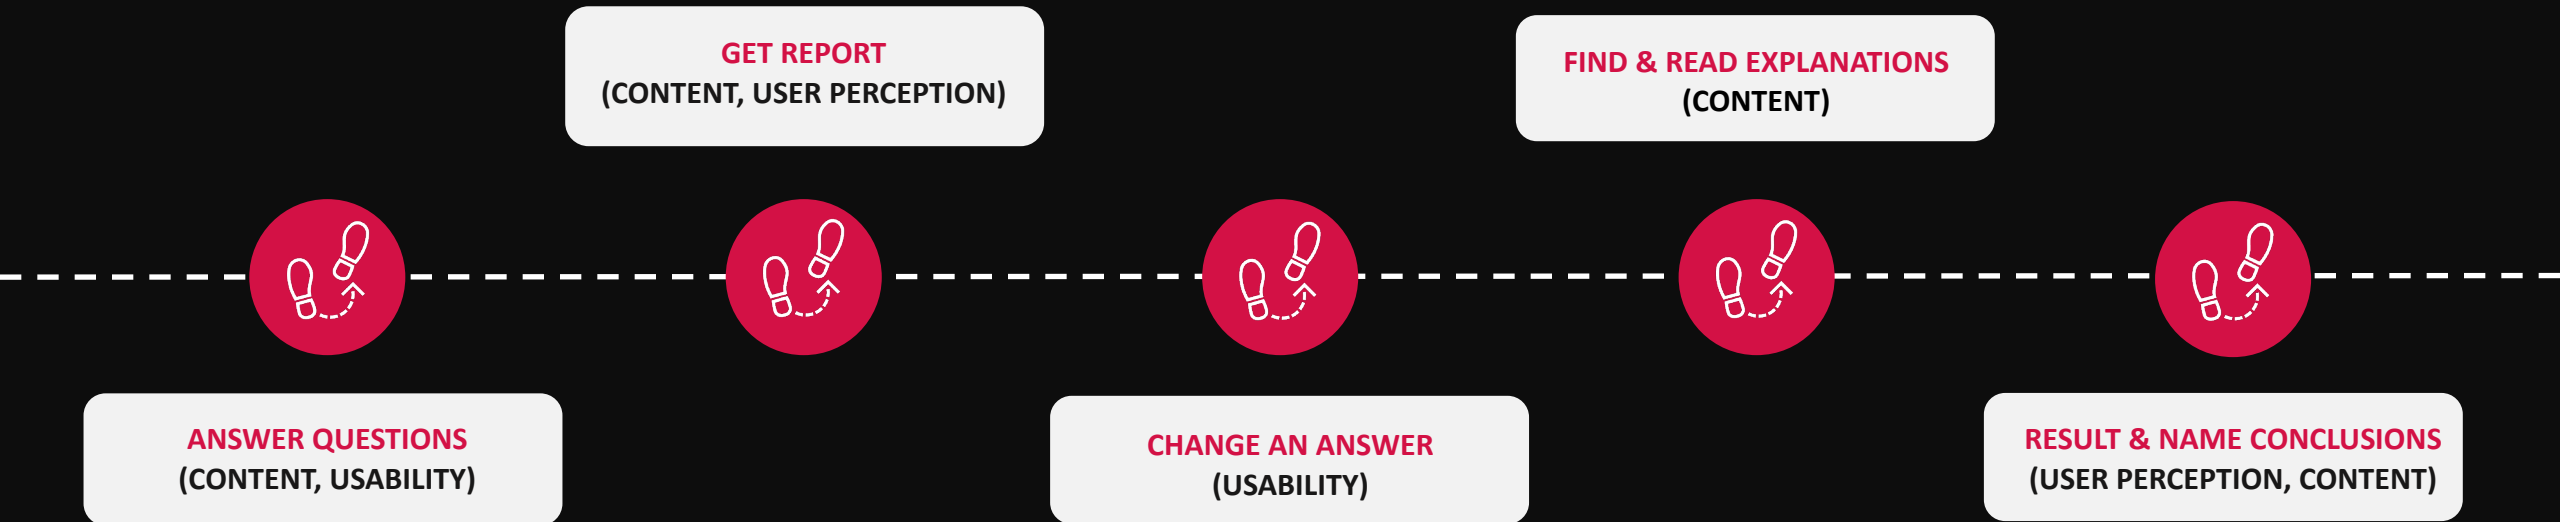 ANSWER QUESTIONS
(CONTENT, USABILITY)
GET REPORT
(CONTENT, USER PERCEPTION)
CHANGE AN ANSWER
(USABILITY)
FIND & READ EXPLANATIONS
(CONTENT)
RESULT & NAME CONCLUSIONS
(USER PERCEPTION, CONTENT)